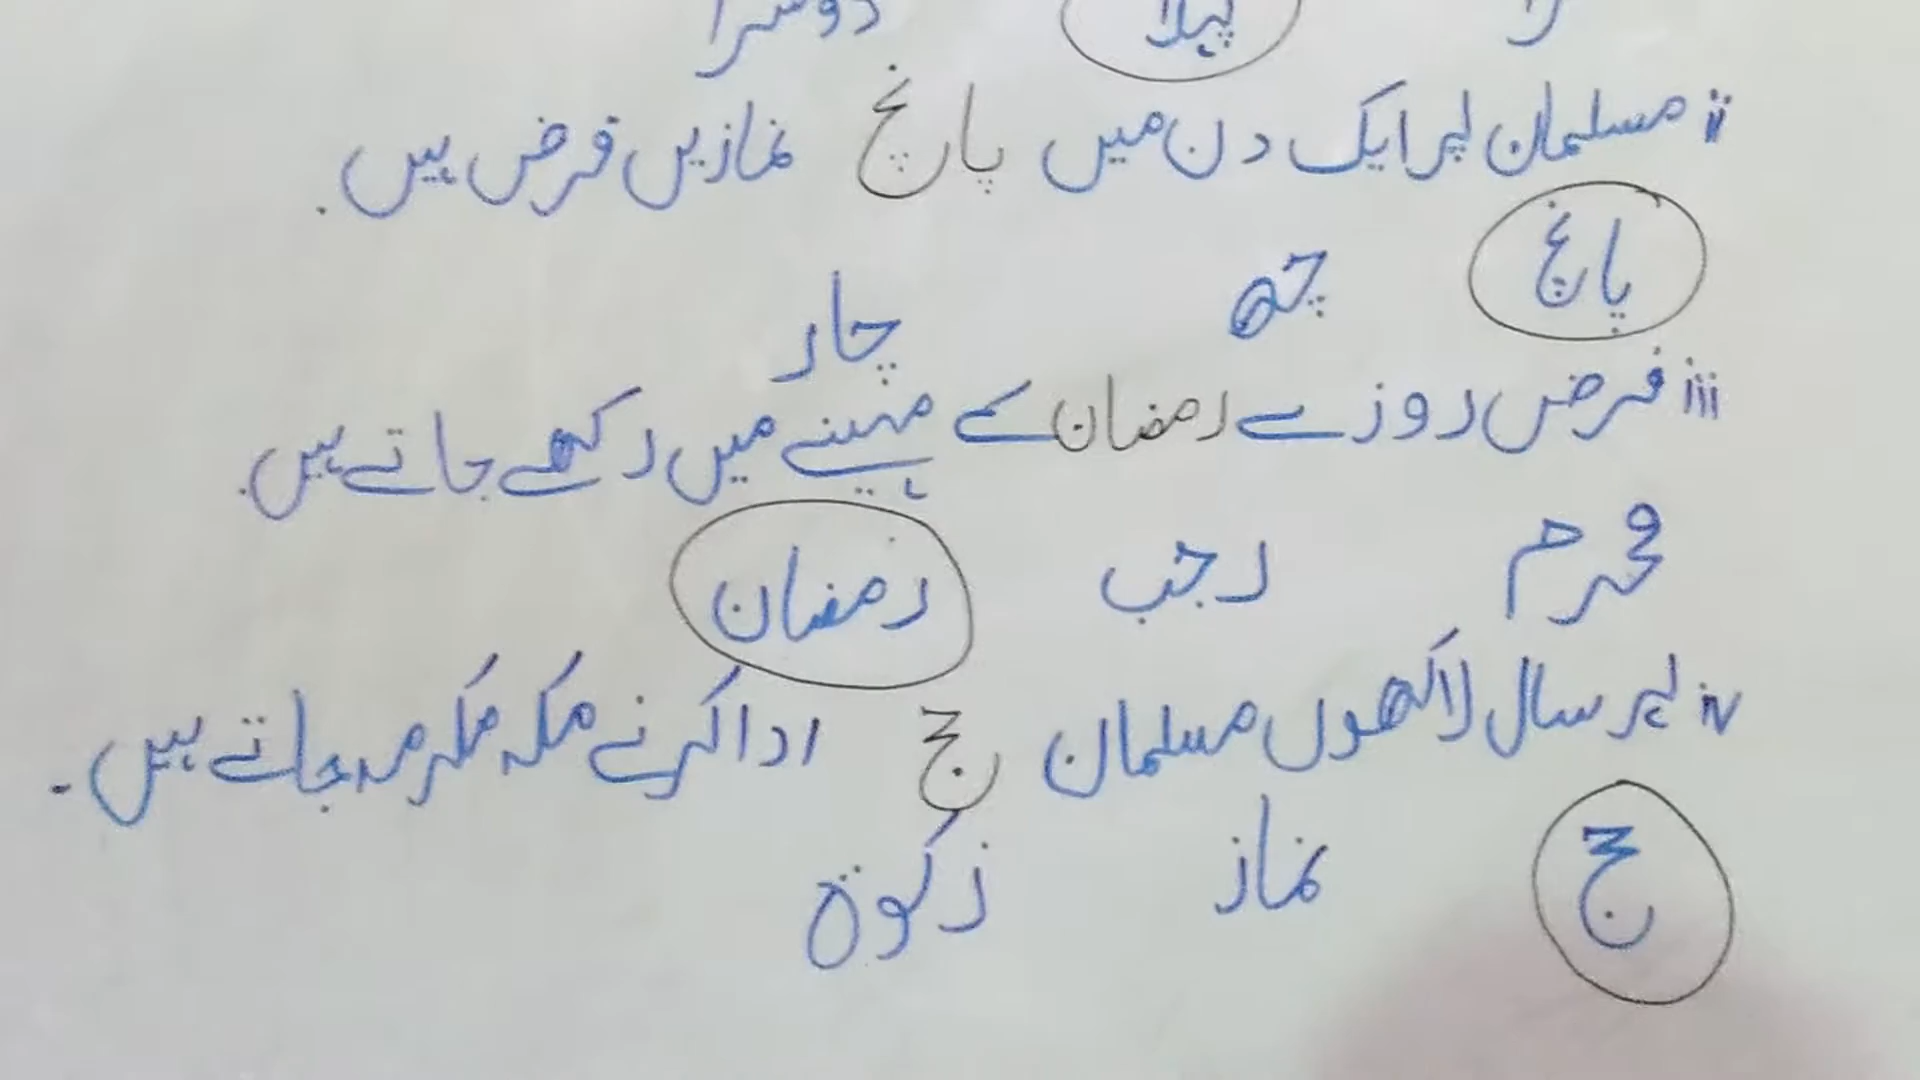 پہلا دوسرا
ii مسلمان پر ایک دن میں پانچ نمازیں فرض ہیں۔
پانچ چھ چار
iii فرض روزے رمضان کے مہینے میں رکھے جاتے ہیں۔
محرم رجب رمضان
iv ہر سال لاکھوں مسلمان حج ادا کرنے مکہ مکرمہ جاتے ہیں۔
حج نماز زکوة